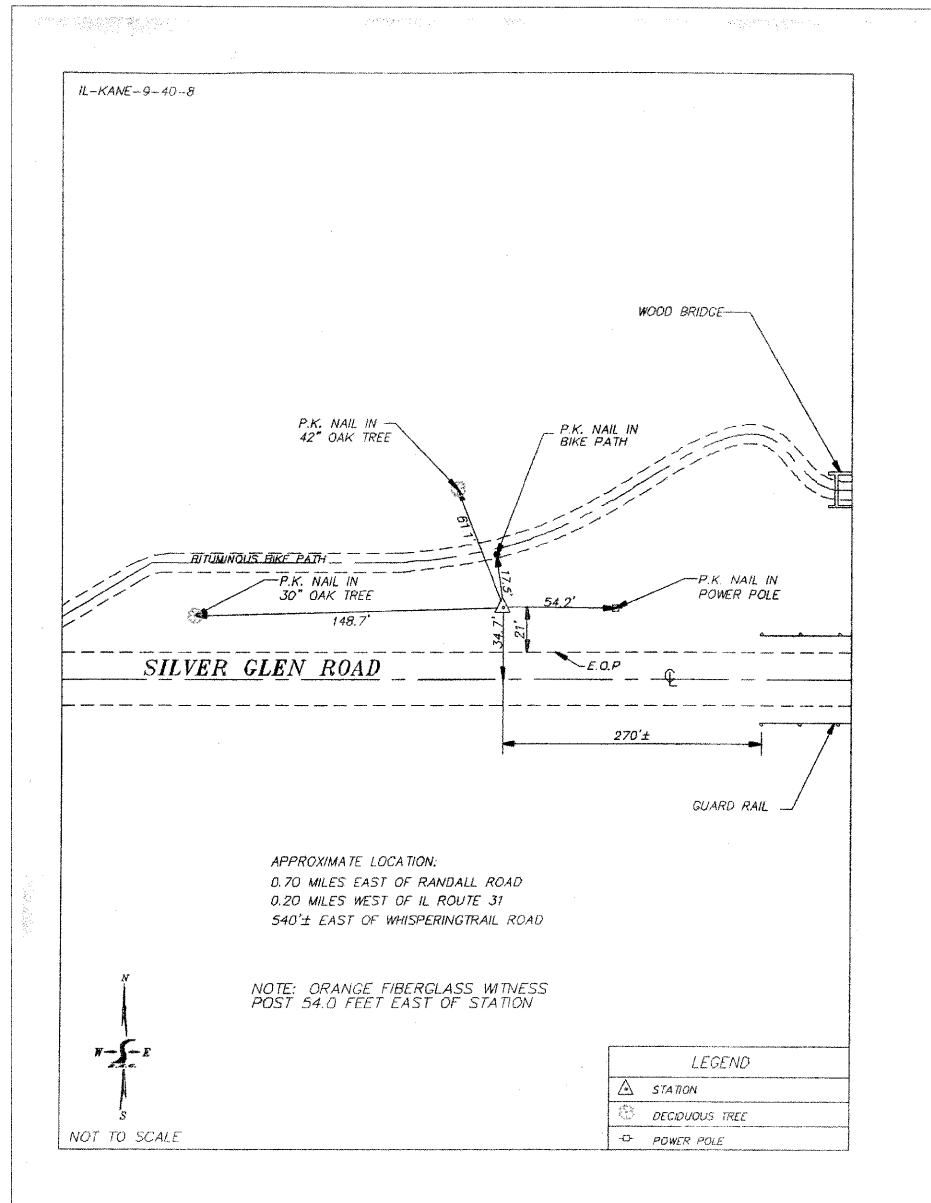 IL-KANE-9-40-8
WOOD BRIDGE
P.K. NAIL IN
42" OAK TREE
P.K. NAIL IN
BIKE PATH
61.1'
BITUMINOUS BIKE PATH
P.K. NAIL IN
30" OAK TREE
17.5'
P.K. NAIL IN
POWER POLE
148.7'
54.2'
34.7'
21'
SILVER GLEN ROAD
E.O.P
CL
270'±
GUARD RAIL
APPROXIMATE LOCATION:
0.70 MILES EAST OF RANDALL ROAD
0.20 MILES WEST OF IL ROUTE 31
540'± EAST OF WHISPERINGTRAIL ROAD
NOTE: ORANGE FIBERGLASS WITNESS
POST 54.0 FEET EAST OF STATION
N
W E
S
NOT TO SCALE
LEGEND
STATION
DECIDUOUS TREE
POWER POLE